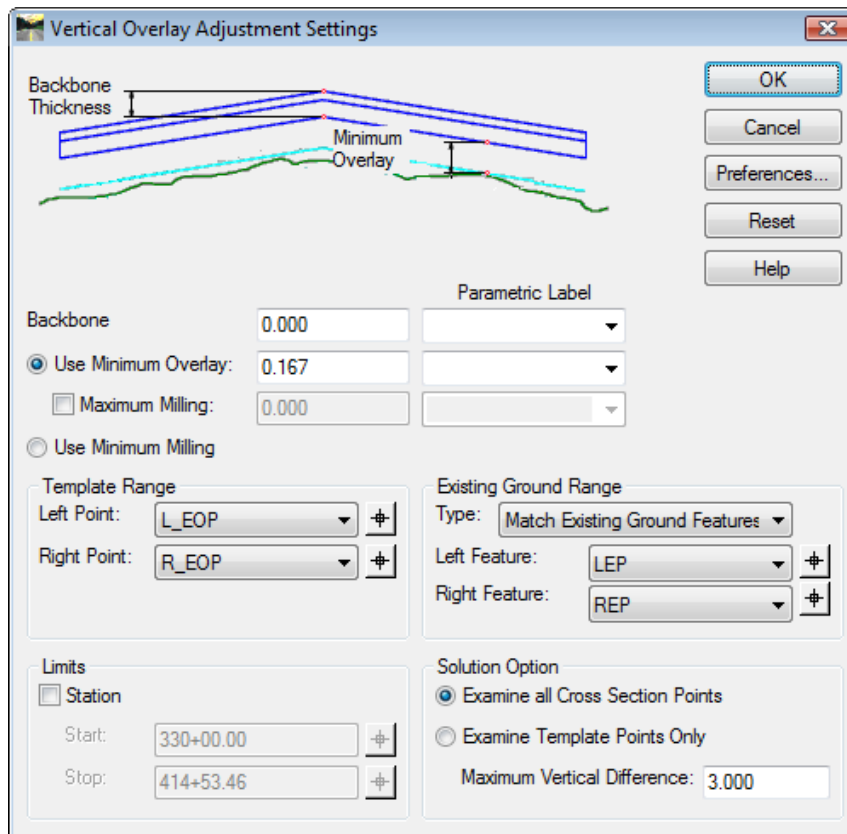 Vertical Overlay Adjustment Settings
Backbone
Thickness
Minimum
Overlay
OK
Cancel
Preferences...
Reset
Help
Parametric Label
Backbone 0.000
Use Minimum Overlay: 0.167
Maximum Milling: 0.000
Use Minimum Milling
Template Range
Left Point: L_EOP
Right Point: R_EOP
Existing Ground Range
Type: Match Existing Ground Features
Left Feature: LEP
Right Feature: REP
Limits
Station
Start: 330+00.00
Stop: 414+53.46
Solution Option
Examine all Cross Section Points
Examine Template Points Only
Maximum Vertical Difference: 3.000